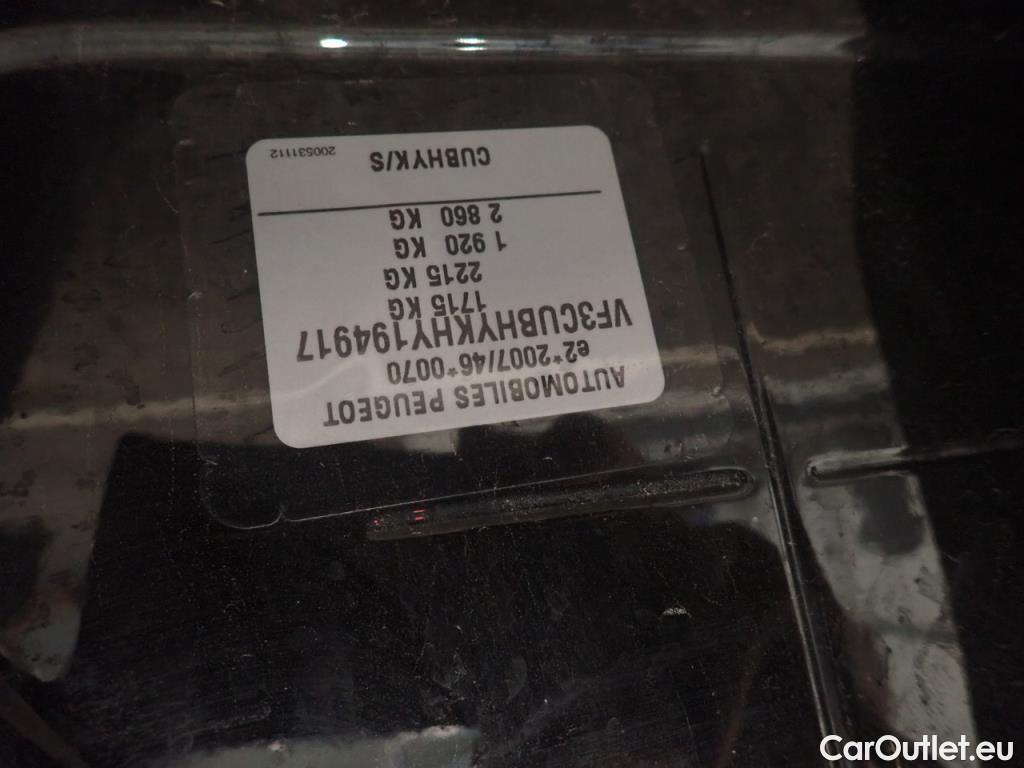 AUTOMOBILES PEUGEOT
e2*2007/46*0070
VF3CUBHYKHY194917
1715 KG
2215 KG
1 920 KG
2 860 KG
CUBHYK/S
200531112
CarOutlet.eu